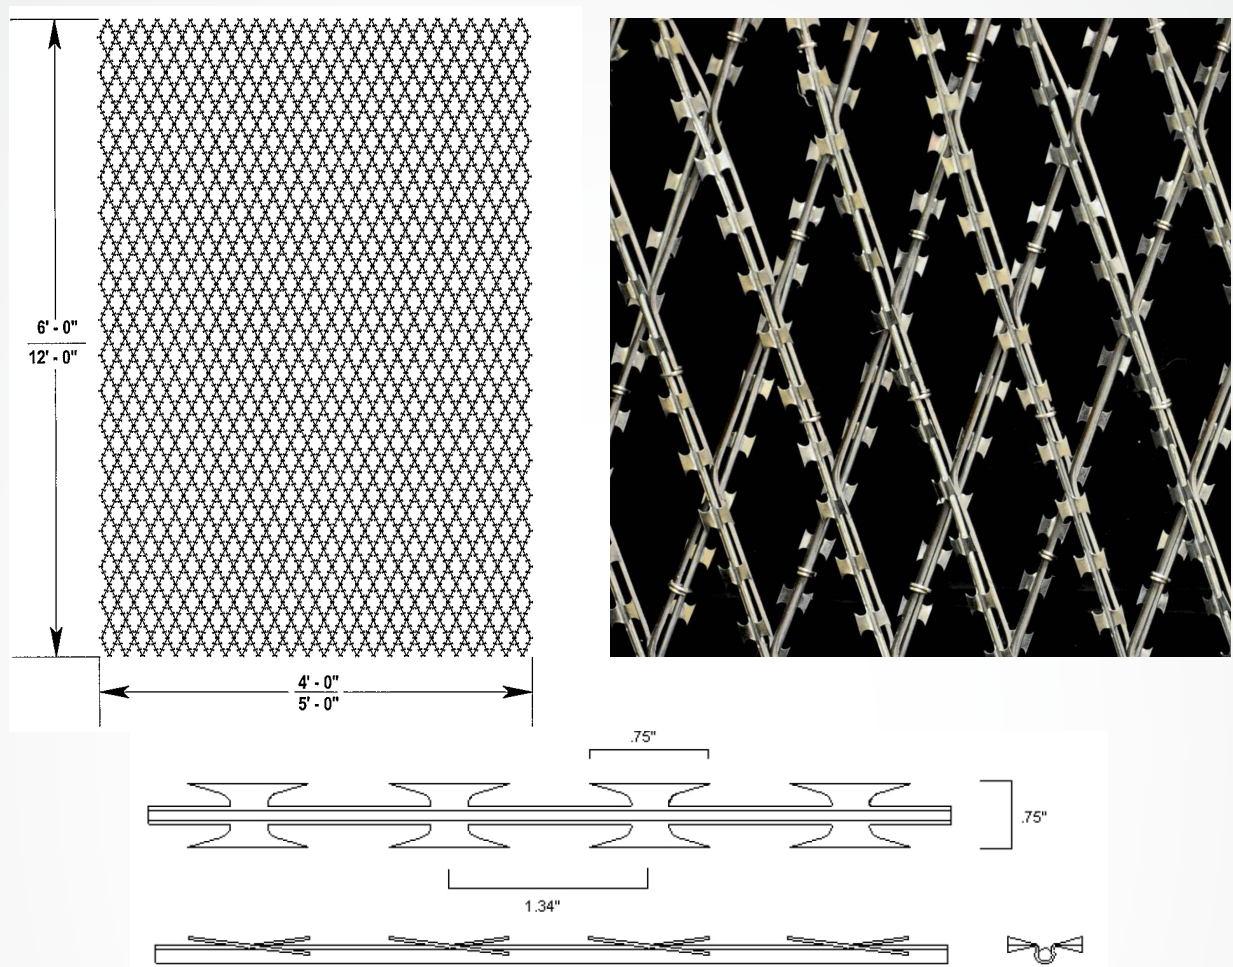 6' - 0"
12' - 0"
4' - 0"
5' - 0"
.75"
.75"
1.34"